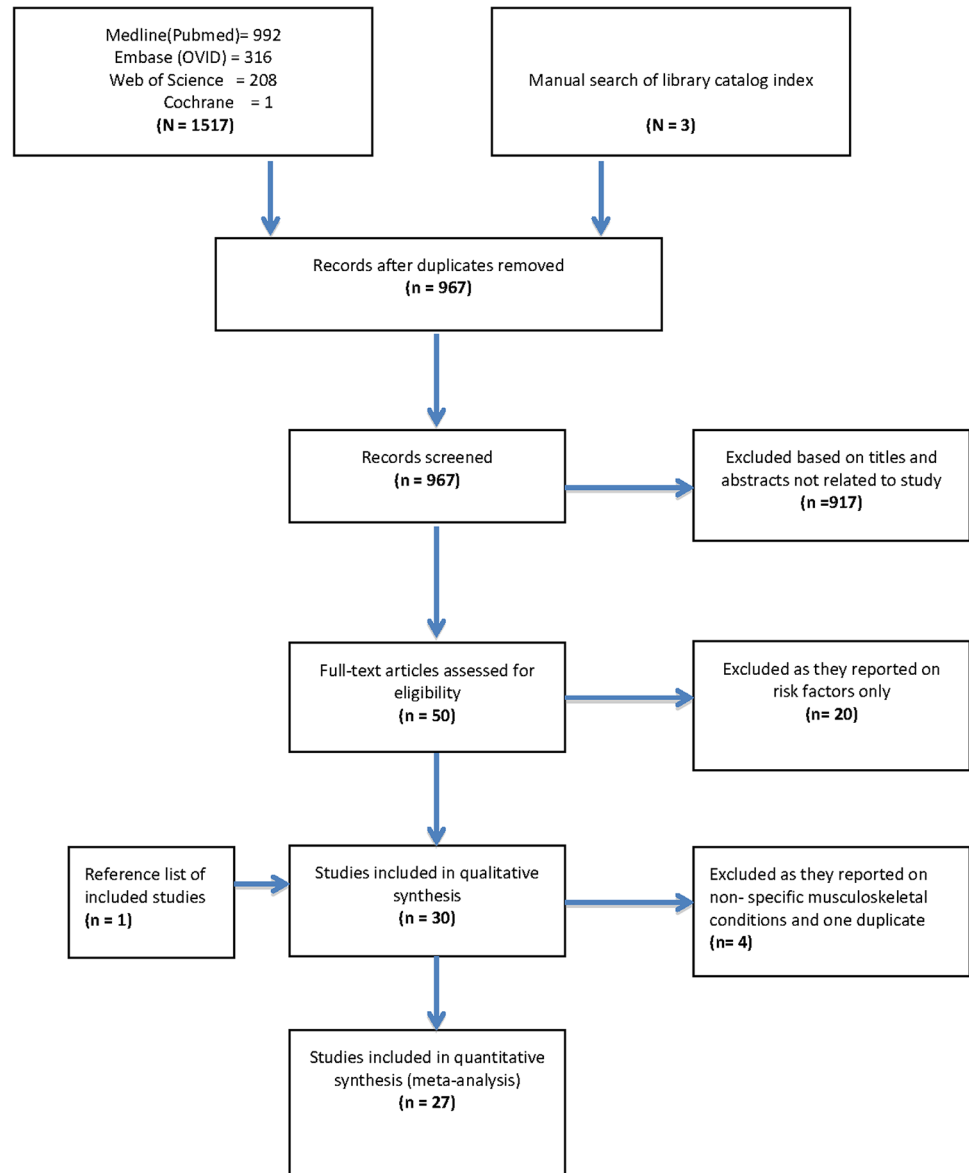 Medline(Pubmed)= 992
Embase (OVID) = 316
Web of Science = 208
Cochrane = 1
(N = 1517)
Manual search of library catalog index
(N = 3)
Records after duplicates removed
(n = 967)
Records screened
(n = 967)
Excluded based on titles and
abstracts not related to study
(n =917)
Full-text articles assessed for
eligibility
(n = 50)
Excluded as they reported on
risk factors only
(n= 20)
Reference list of
included studies
(n = 1)
Studies included in qualitative
synthesis
(n = 30)
Excluded as they reported on
non- specific musculoskeletal
conditions and one duplicate
(n= 4)
Studies included in quantitative
synthesis (meta-analysis)
(n = 27)